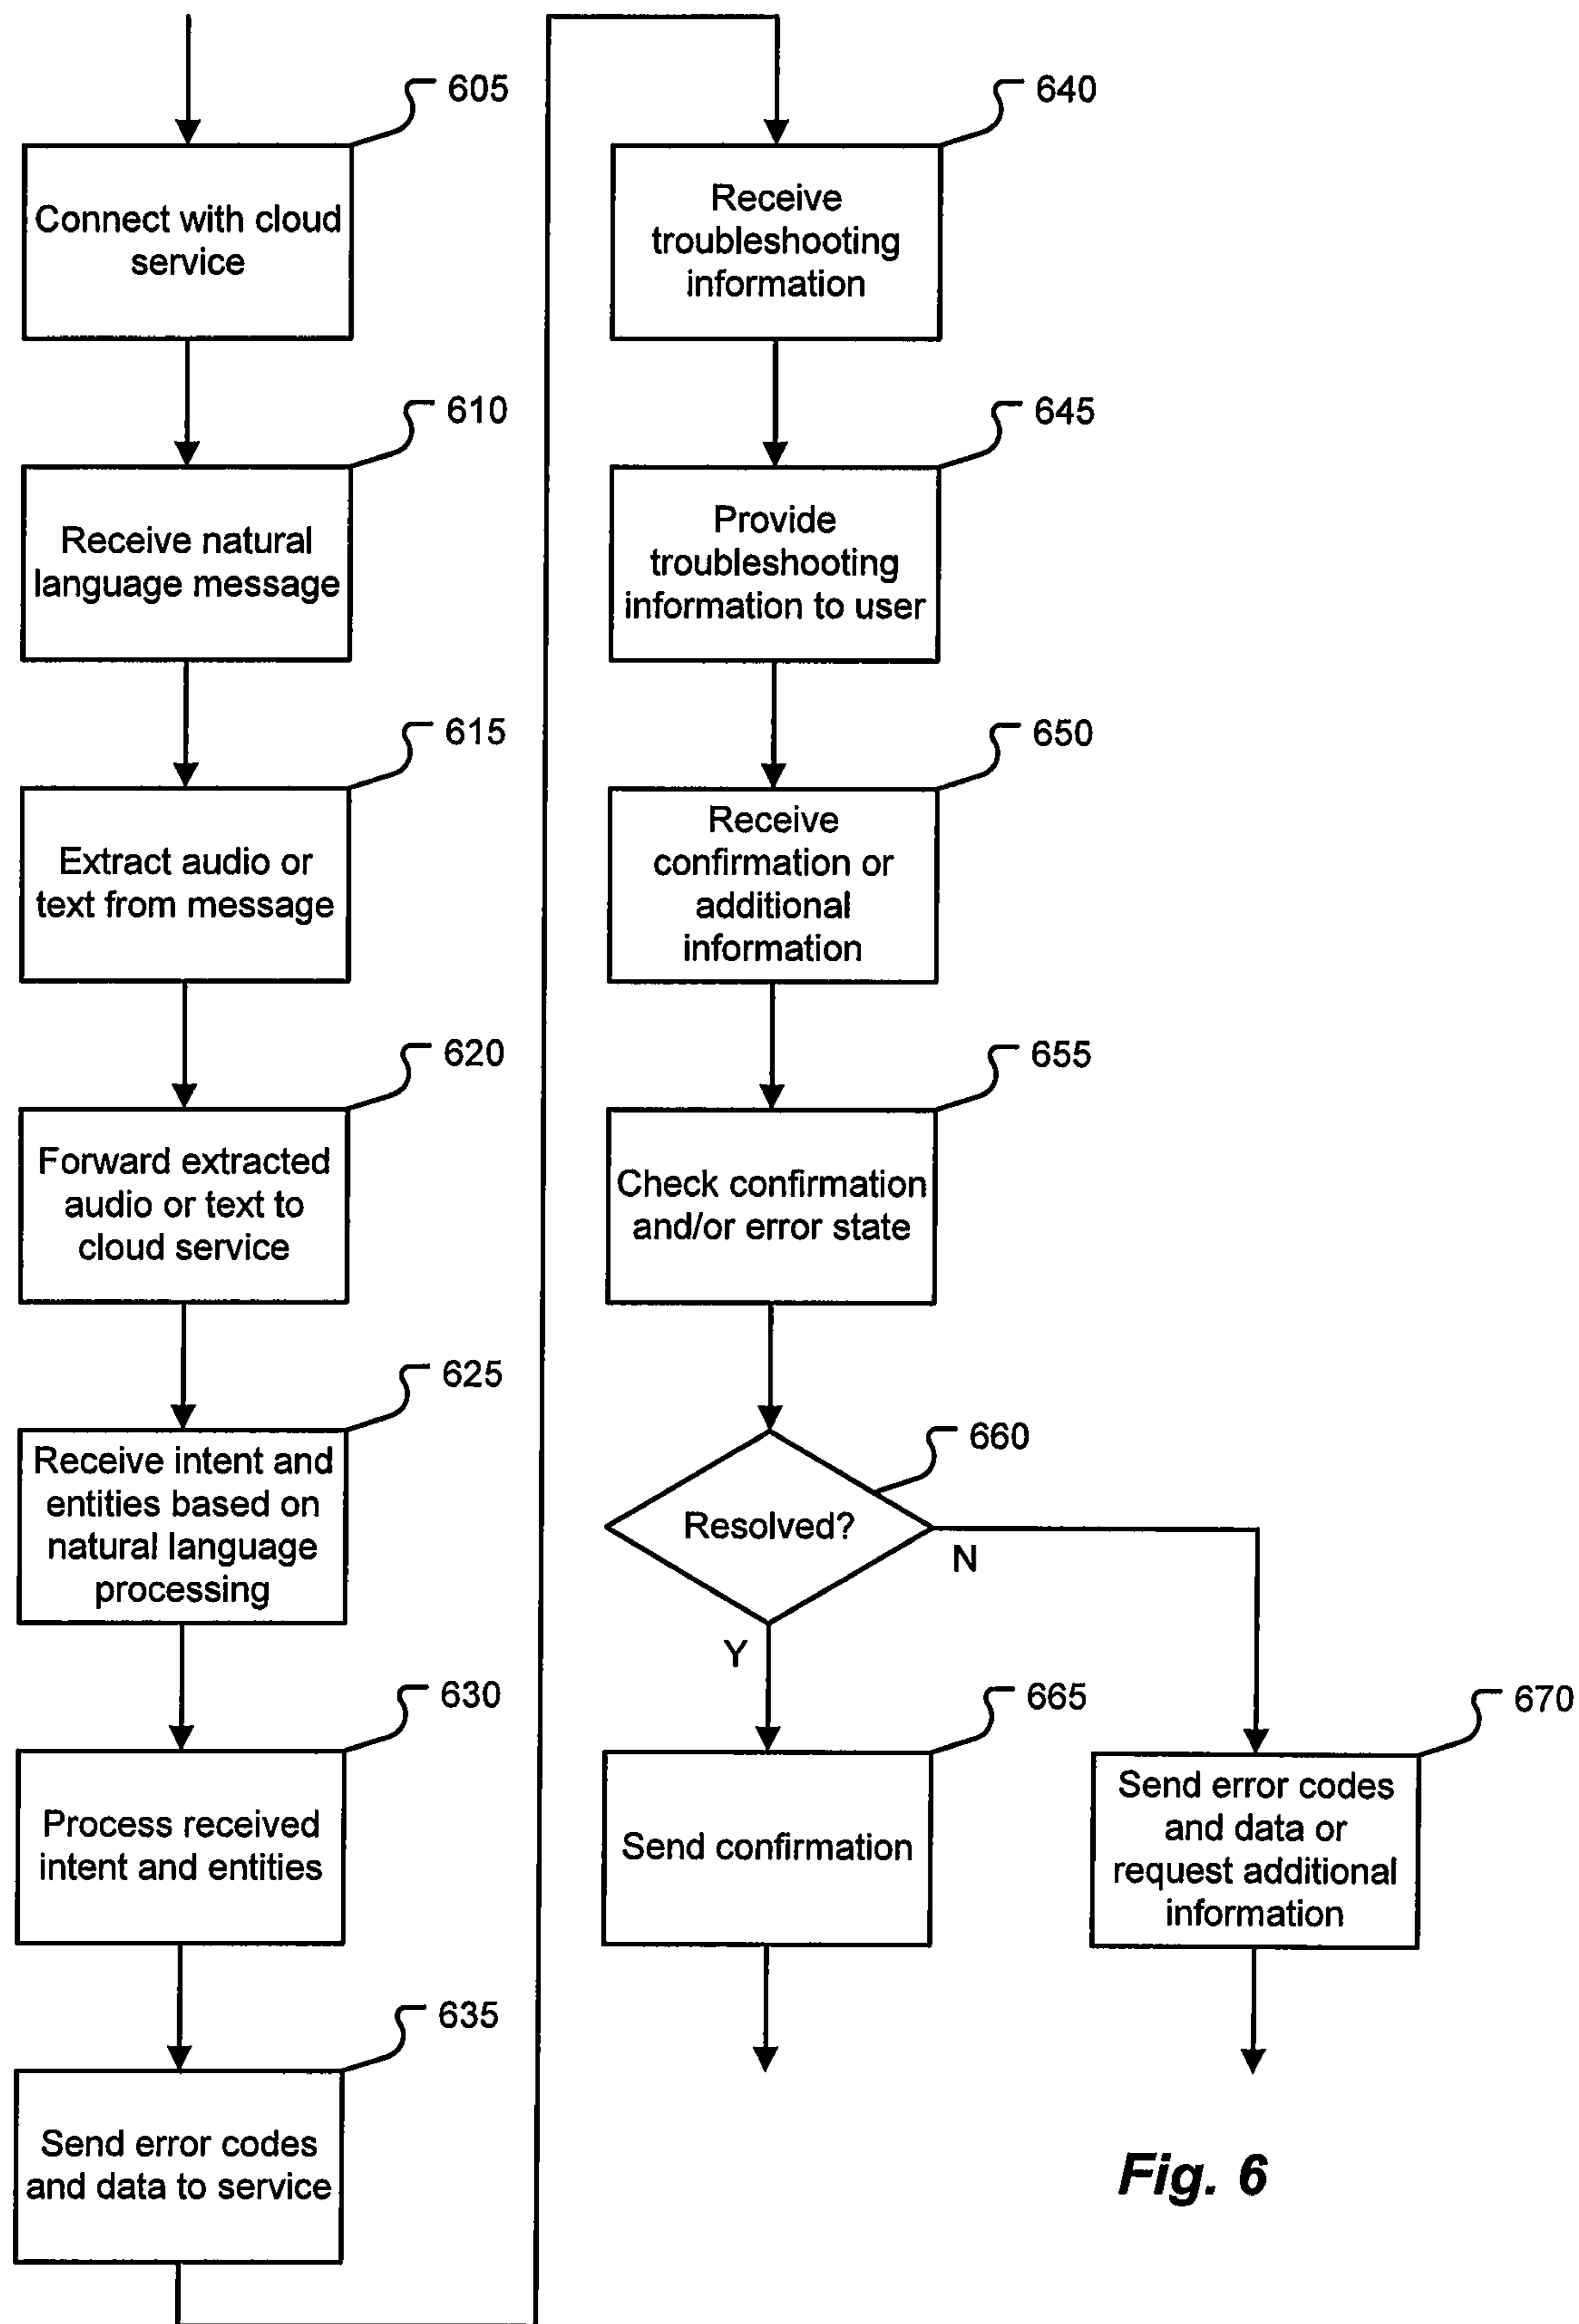 605
Connect with cloud
service
610
Receive natural
language message
615
Extract audio or
text from message
620
Forward extracted
audio or text to
cloud service
625
Receive intent and
entities based on
natural language
processing
630
Process received
intent and entities
635
Send error codes
and data to service
640
Receive
troubleshooting
information
645
Provide
troubleshooting
information to user
650
Receive
confirmation or
additional
information
655
Check confirmation
and/or error state
660
Resolved?
N
Y
665
Send confirmation
670
Send error codes
and data or
request additional
information
Fig. 6